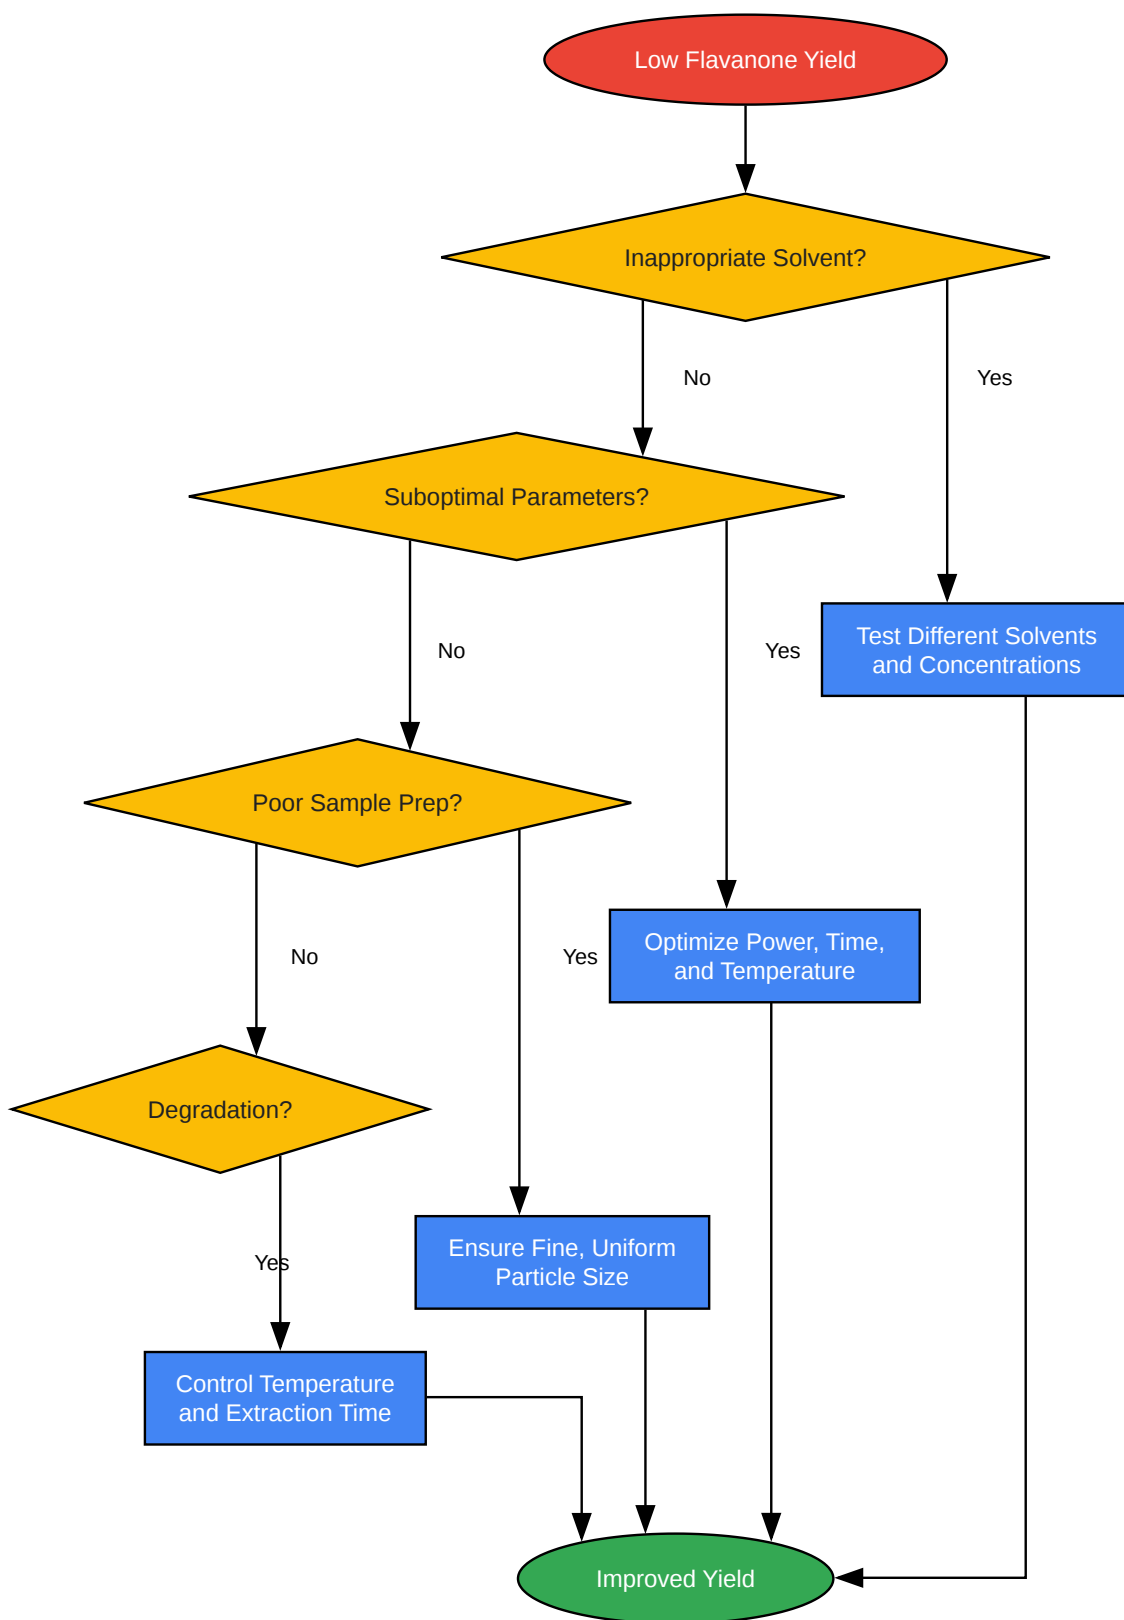 Low Flavanone Yield
Inappropriate Solvent?
No
Yes
Suboptimal Parameters?
Test Different Solvents
and Concentrations
No
Yes
Poor Sample Prep?
Optimize Power, Time,
and Temperature
No
Yes
Degradation?
Ensure Fine, Uniform
Particle Size
Yes
Control Temperature
and Extraction Time
Improved Yield